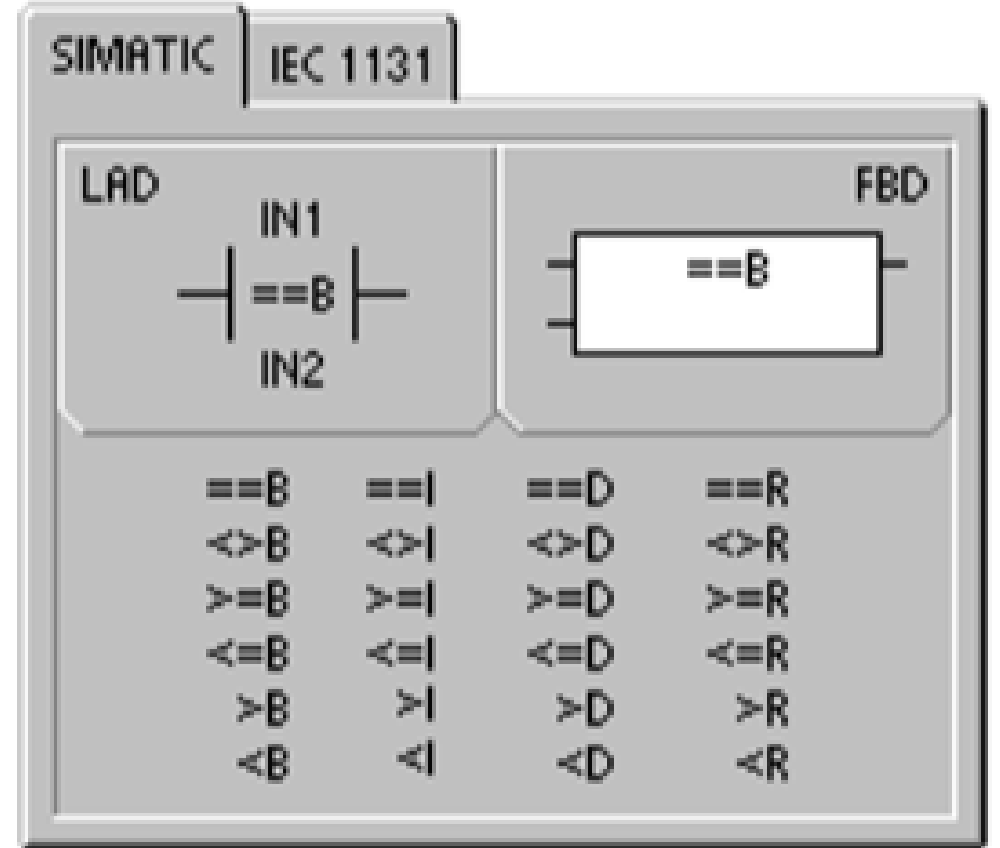 SIMATIC IEC 1131
LAD FBD
IN1
==B ==B
IN2
==B ==I ==D ==R
<>B <>I <>D <>R
>=B >=I >=D >=R
<=B <=I <=D <=R
>B >I >D >R
<B <I <D <R